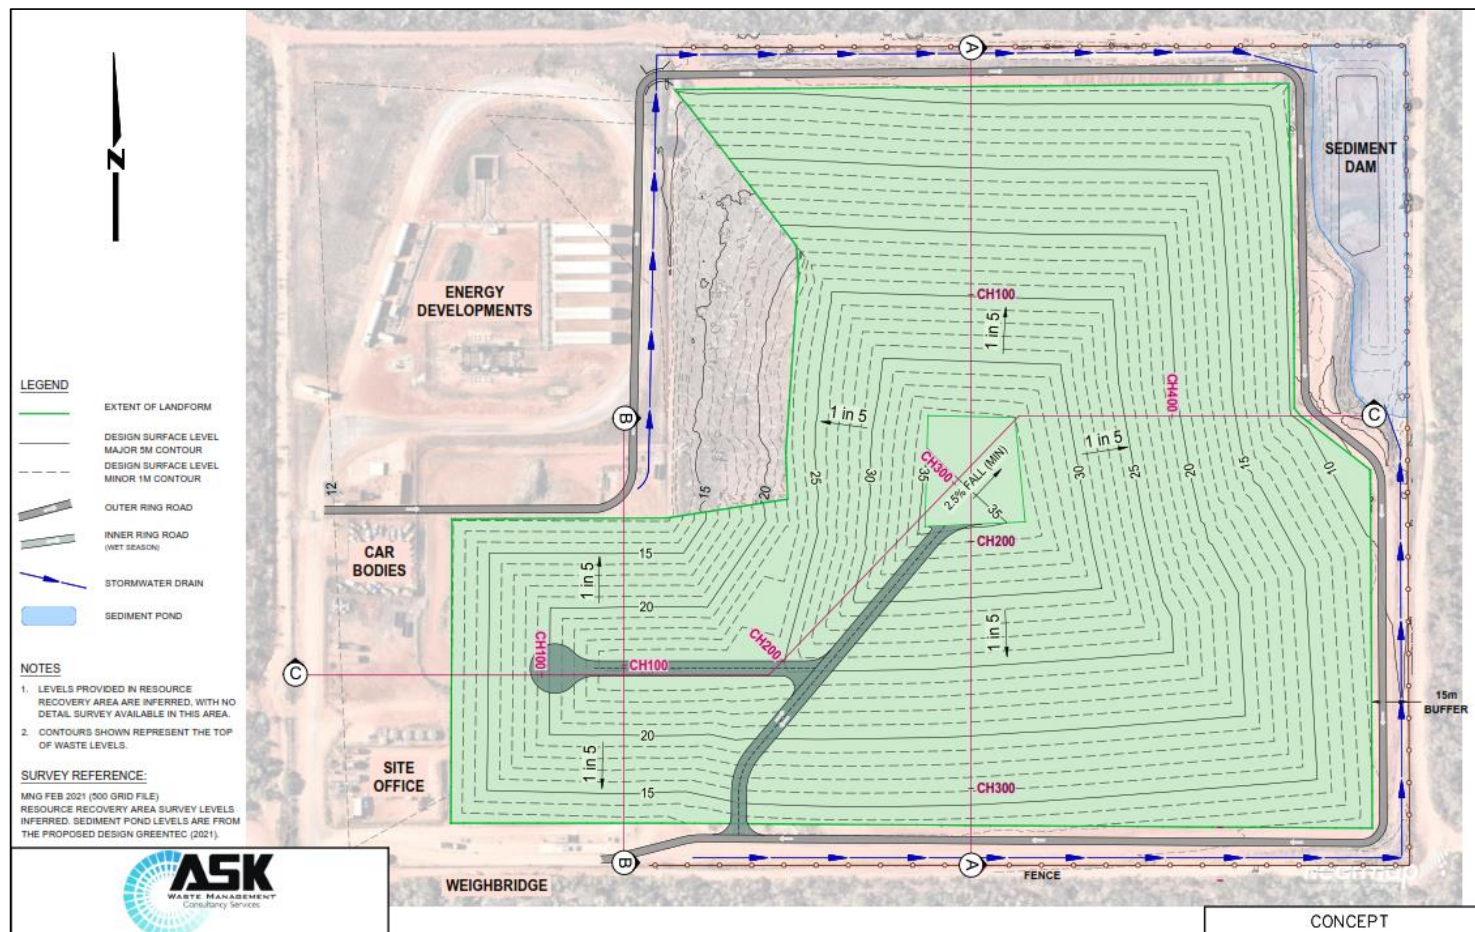 N
A
SEDIMENT
DAM
ENERGY
DEVELOPMENTS
CH100
1 in 5
CH400
B
C
1 in 5
1 in 5
LEGEND
EXTENT OF LANDFORM
DESIGN SURFACE LEVEL
MAJOR 5M CONTOUR
DESIGN SURFACE LEVEL
MINOR 1M CONTOUR
OUTER RING ROAD
INNER RING ROAD
(WET SEASON)
STORMWATER DRAIN
SEDIMENT POND
12
15
20
25
30
35
CH300
2.5% FALL (MIN)
35
30
25
20
15
10
CAR
BODIES
15
1 in 5
20
CH200
CH100
CH100
CH200
1 in 5
C
15m
BUFFER
NOTES
1. LEVELS PROVIDED IN RESOURCE
RECOVERY AREA ARE INFERRED, WITH NO
DETAIL SURVEY AVAILABLE IN THIS AREA.
2. CONTOURS SHOWN REPRESENT THE TOP
OF WASTE LEVELS.
20
1 in 5
15
SITE
OFFICE
CH300
SURVEY REFERENCE:
MNG FEB 2021 (500 GRID FILE)
RESOURCE RECOVERY AREA SURVEY LEVELS
INFERRED. SEDIMENT POND LEVELS ARE FROM
THE PROPOSED DESIGN GREENTEC (2021).
B
A
FENCE
WEIGHBRIDGE
ASK
WASTE MANAGEMENT
Consultancy Services
CONCEPT